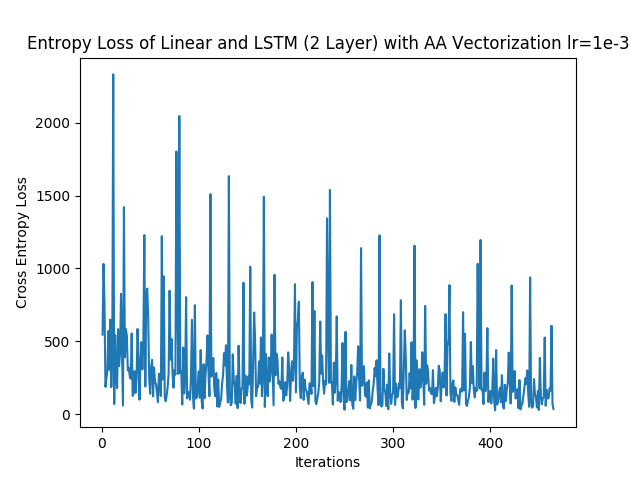 Entropy Loss of Linear and LSTM (2 Layer) with AA Vectorization lr=1e-3
Cross Entropy Loss
2000
1500
1000
500
0
0 100 200 300 400
Iterations